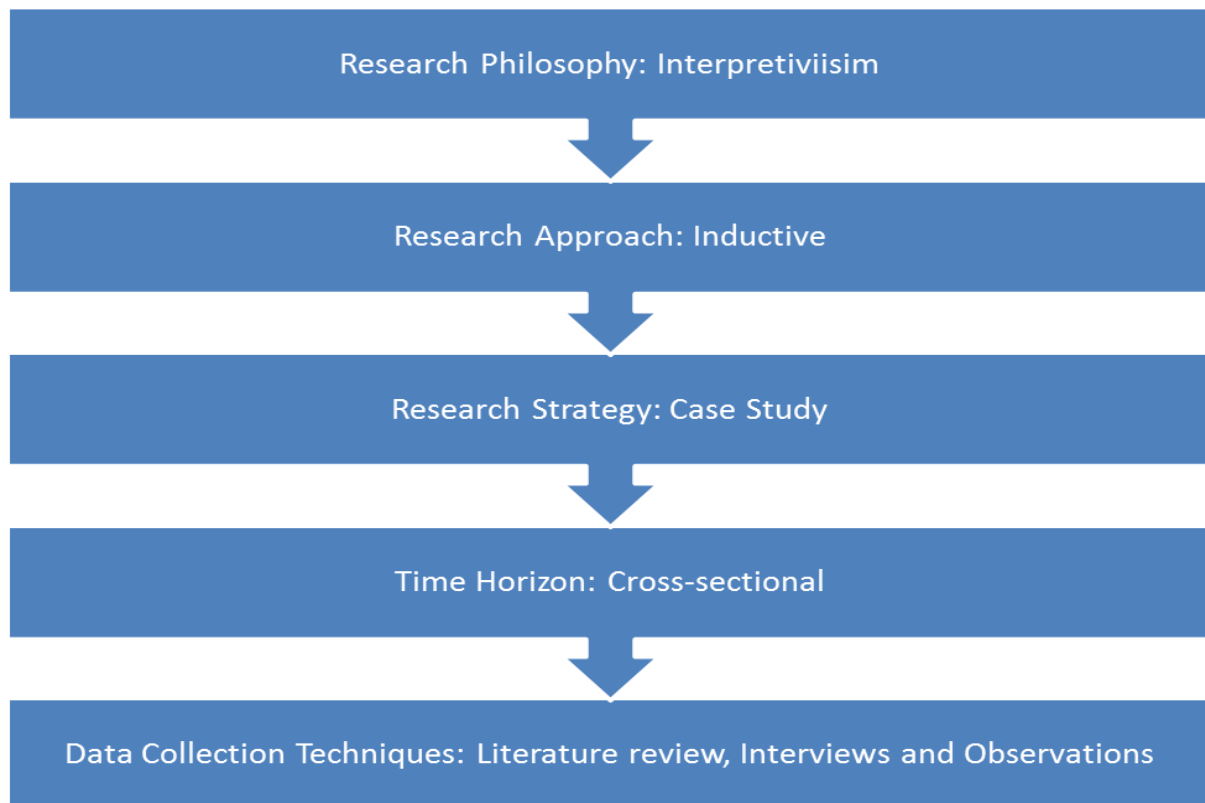 Research Philosophy: Interpretiviisim
Research Approach: Inductive
Research Strategy: Case Study
Time Horizon: Cross-sectional
Data Collection Techniques: Literature review, Interviews and Observations